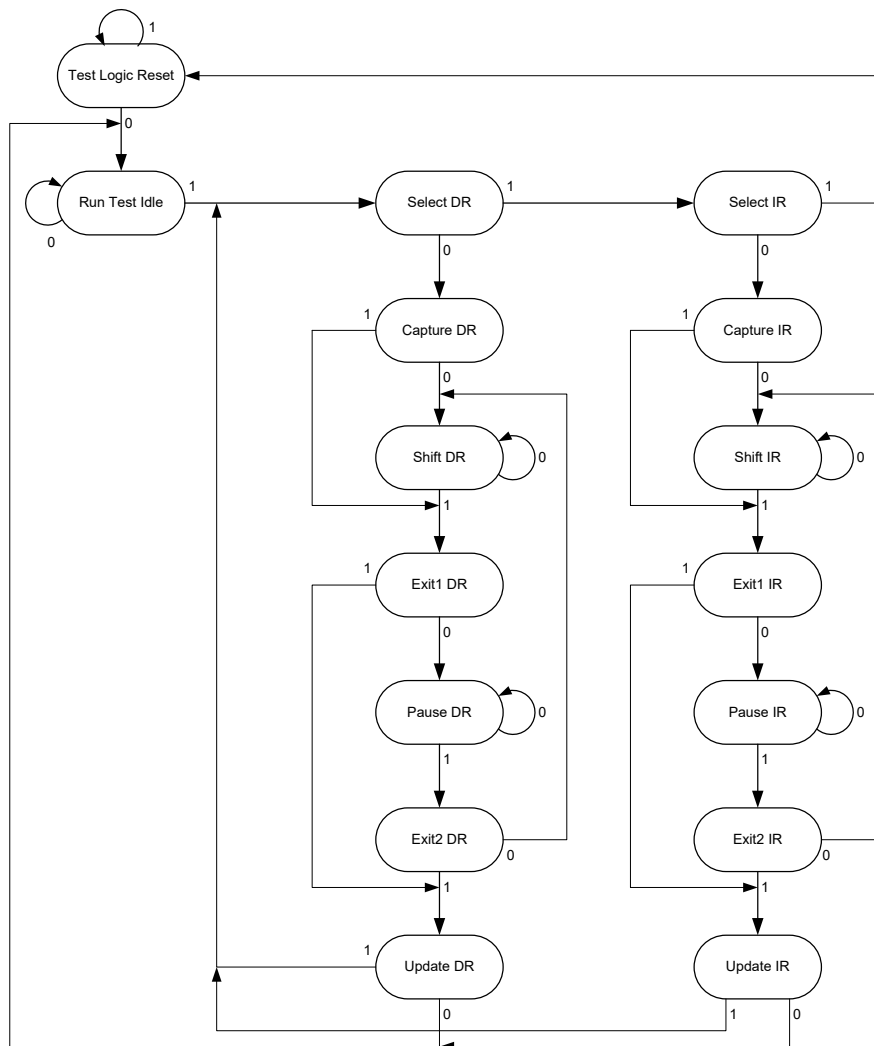 1
Test Logic Reset
0
Run Test Idle
1
0
Select DR
1
0
Select IR
1
0
1
Capture DR
0
1
Capture IR
0
Shift DR
0
1
Shift IR
0
1
1
Exit1 DR
0
1
Exit1 IR
0
Pause DR
0
1
Pause IR
0
1
Exit2 DR
0
1
Exit2 IR
0
1
1
Update DR
0
Update IR
1
0